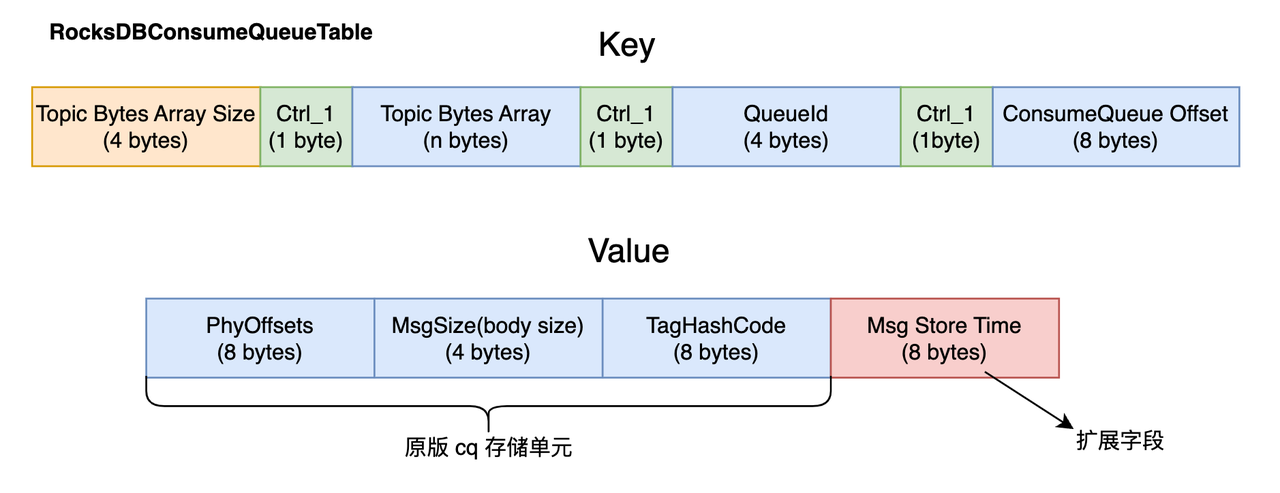 RocksDBConsumeQueueTable
Key
Topic Bytes Array Size
(4 bytes)
Ctrl_1
(1 byte)
Topic Bytes Array
(n bytes)
Ctrl_1
(1 byte)
QueueId
(4 bytes)
Ctrl_1
(1byte)
ConsumeQueue Offset
(8 bytes)
Value
PhyOffsets
(8 bytes)
MsgSize(body size)
(4 bytes)
TagHashCode
(8 bytes)
Msg Store Time
(8 bytes)
原版 cq 存储单元
扩展字段